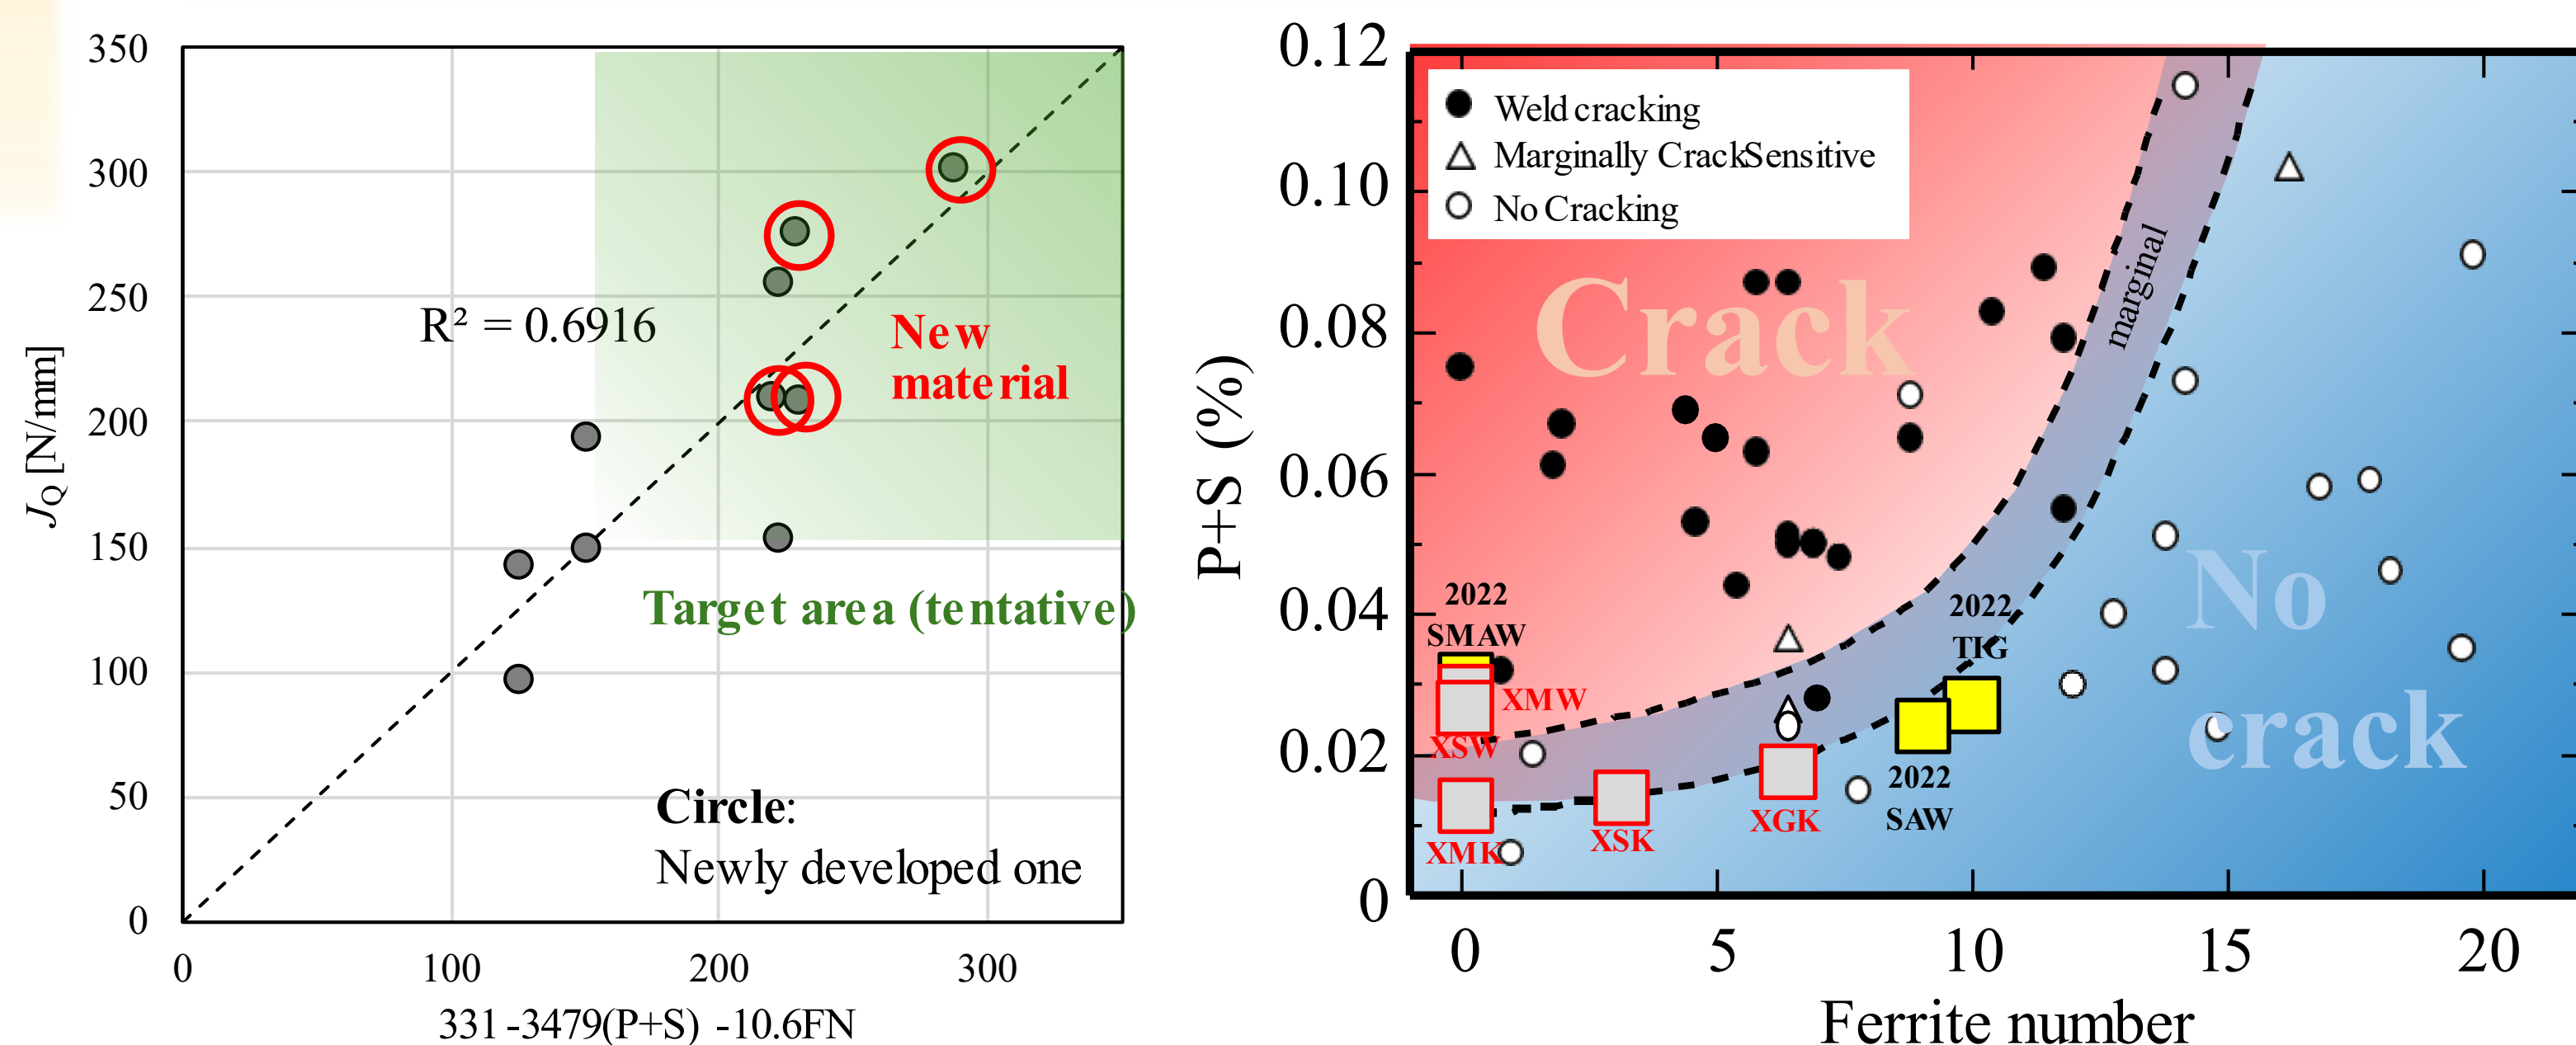 350
300
250
200
150
100
50
0
J_Q [N/mm]
R² = 0.6916
New
material
Target area (tentative)
Circle:
Newly developed one
0
100
200
300
331-3479(P+S) -10.6FN
0.12
0.10
0.08
0.06
0.04
0.02
0
P+S (%)
Weld cracking
Marginally CrackSensitive
No Cracking
Crack
marginal
No
crack
2022
SMAW
XMW
XSW
XMK
XSK
XGK
2022
TIG
2022
SAW
0
5
10
15
20
Ferrite number